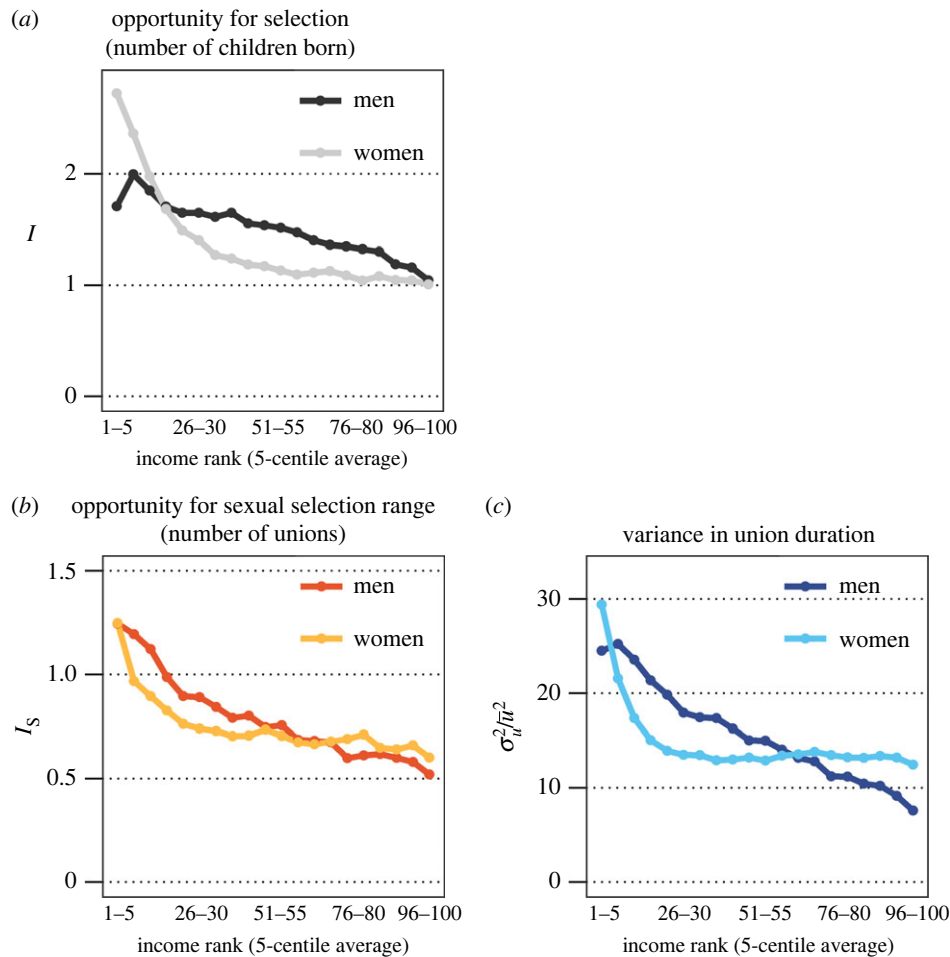 (a) opportunity for selection
(number of children born)
men
women
2
I
1
0
1–5 26–30 51–55 76–80 96–100
income rank (5-centile average)
(b) opportunity for sexual selection range
(number of unions)
1.5
men
women
1.0
I_S
0.5
0
1–5 26–30 51–55 76–80 96–100
income rank (5-centile average)
(c)
variance in union duration
30
men
women
20
σ_u²/u̅²
10
0
1–5 26–30 51–55 76–80 96–100
income rank (5-centile average)